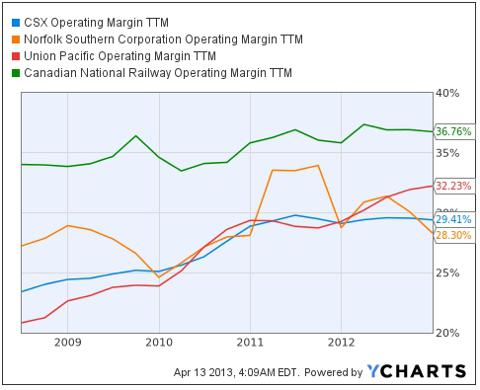 CSX Operating Margin TTM
Norfolk Southern Corporation Operating Margin TTM
Union Pacific Operating Margin TTM
Canadian National Railway Operating Margin TTM
40%
36.76%
35%
32.23%
30%
29.41%
28.30%
25%
20%
2009 2010 2011 2012
Apr 13 2013, 4:09AM EDT. Powered by YCHARTS